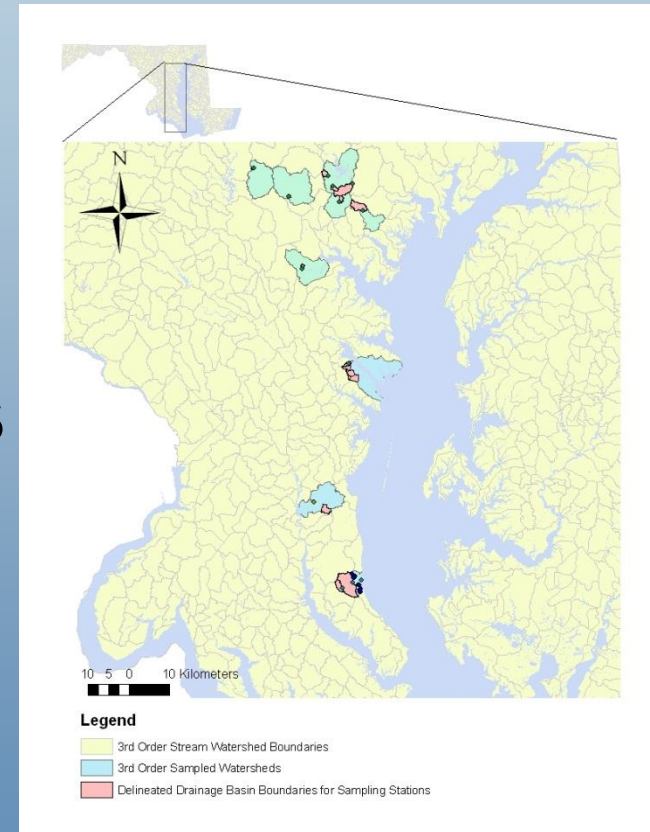 N
10 5 0 10 Kilometers
Legend
3rd Order Stream Watershed Boundaries
3rd Order Sampled Watersheds
Delineated Drainage Basin Boundaries for Sampling Stations